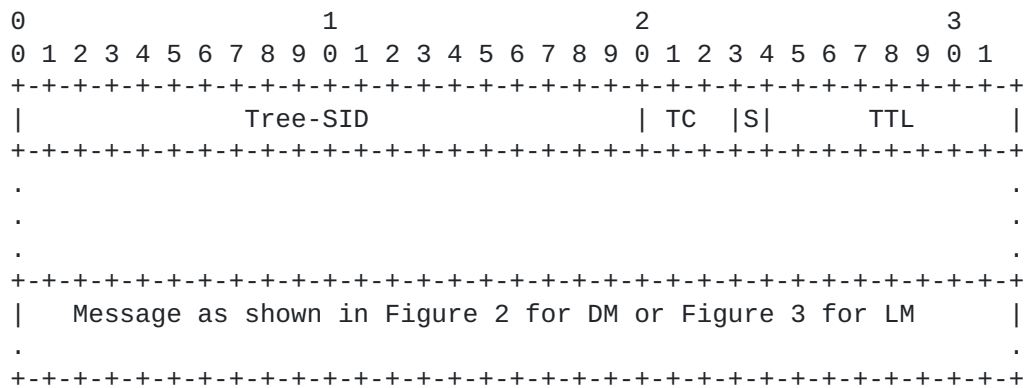 0                   1                   2                   3
0 1 2 3 4 5 6 7 8 9 0 1 2 3 4 5 6 7 8 9 0 1 2 3 4 5 6 7 8 9 0 1
+-+-+-+-+-+-+-+-+-+-+-+-+-+-+-+-+-+-+-+-+-+-+-+-+-+-+-+-+-+-+-+-+
|              Tree-SID                 | TC  |S|      TTL      |
+-+-+-+-+-+-+-+-+-+-+-+-+-+-+-+-+-+-+-+-+-+-+-+-+-+-+-+-+-+-+-+-+
.                                                               .
.                                                               .
.                                                               .
+-+-+-+-+-+-+-+-+-+-+-+-+-+-+-+-+-+-+-+-+-+-+-+-+-+-+-+-+-+-+-+-+
|   Message as shown in Figure 2 for DM or Figure 3 for LM      |
.                                                               .
+-+-+-+-+-+-+-+-+-+-+-+-+-+-+-+-+-+-+-+-+-+-+-+-+-+-+-+-+-+-+-+-+